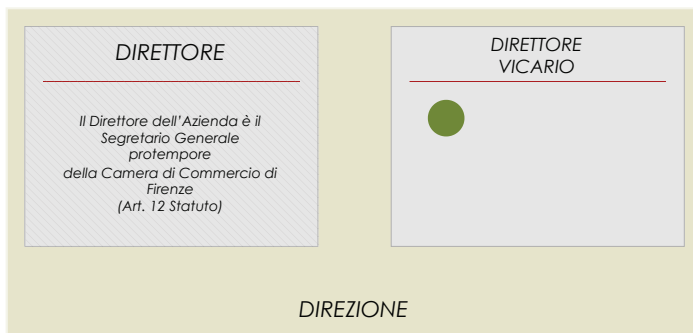 DIRETTORE
Il Direttore dell'Azienda è il
Segretario Generale
protempore
della Camera di Commercio di
Firenze
(Art. 12 Statuto)
DIRETTORE
VICARIO
DIREZIONE